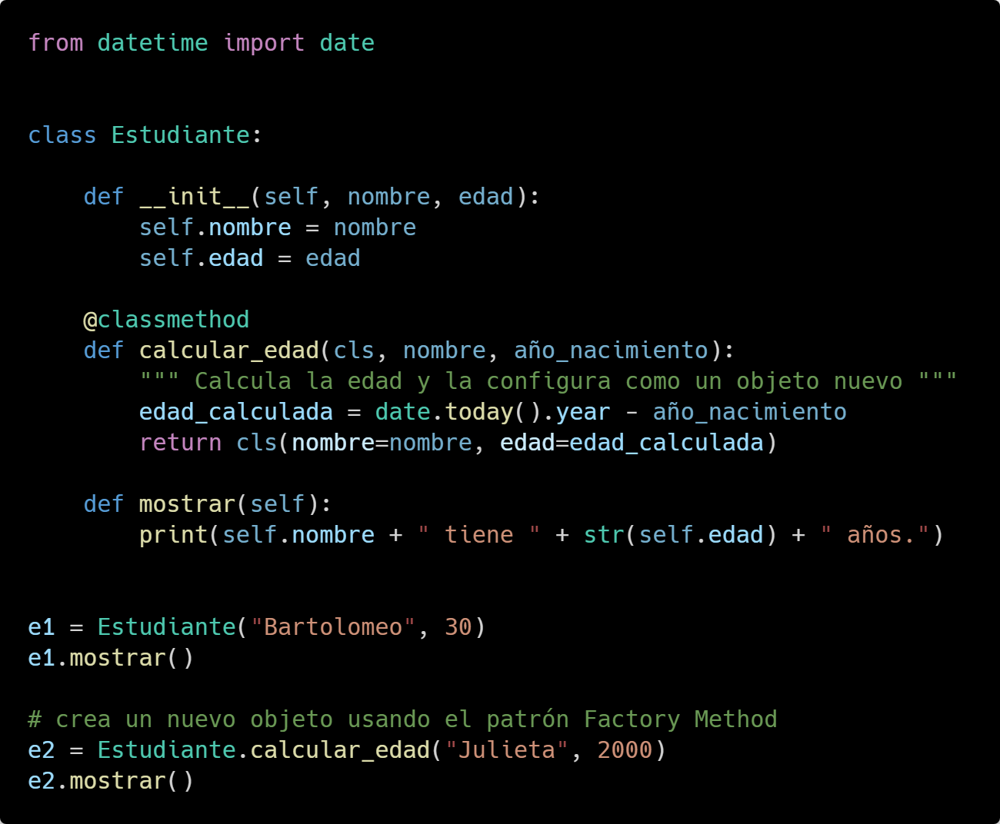 from datetime import date
class Estudiante:
    def __init__(self, nombre, edad):
        self.nombre = nombre
        self.edad = edad
    @classmethod
    def calcular_edad(cls, nombre, año_nacimiento):
        """ Calcula la edad y la configura como un objeto nuevo """
        edad_calculada = date.today().year - año_nacimiento
        return cls(nombre=nombre, edad=edad_calculada)
    def mostrar(self):
        print(self.nombre + " tiene " + str(self.edad) + " años.")
e1 = Estudiante("Bartolomeo", 30)
e1.mostrar()
# crea un nuevo objeto usando el patrón Factory Method
e2 = Estudiante.calcular_edad("Julieta", 2000)
e2.mostrar()